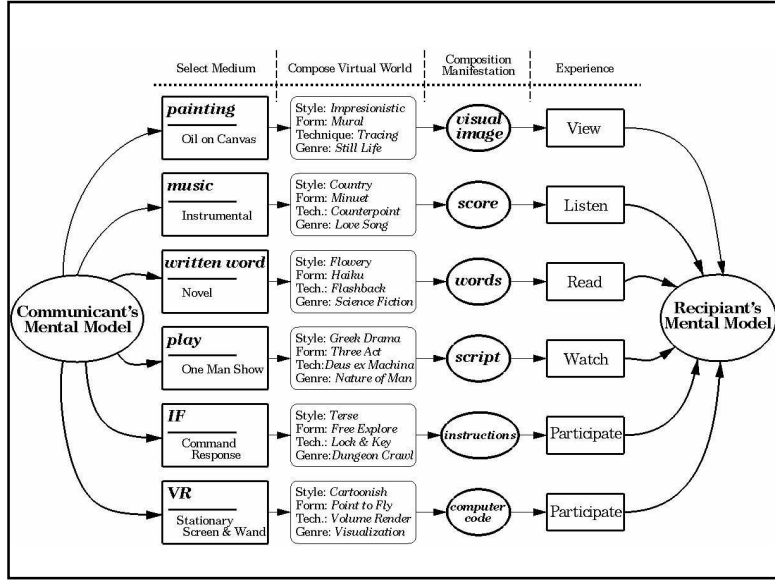 Select Medium
Compose Virtual World
Composition
Manifestation
Experience
Communicant's
Mental Model
painting
Oil on Canvas
Style: Impresionistic
Form: Mural
Technique: Tracing
Genre: Still Life
visual
image
View
music
Instrumental
Style: Country
Form: Minuet
Tech.: Counterpoint
Genre: Love Song
score
Listen
written word
Novel
Style: Flowery
Form: Haiku
Tech.: Flashback
Genre: Science Fiction
words
Read
play
One Man Show
Style: Greek Drama
Form: Three Act
Tech:Deus ex Machina
Genre: Nature of Man
script
Watch
IF
Command
Response
Style: Terse
Form: Free Explore
Tech.: Lock & Key
Genre:Dungeon Crawl
instructions
Participate
VR
Stationary
Screen & Wand
Style: Cartoonish
Form: Point to Fly
Tech.: Volume Render
Genre: Visualization
computer
code
Participate
Recipiant's
Mental Model